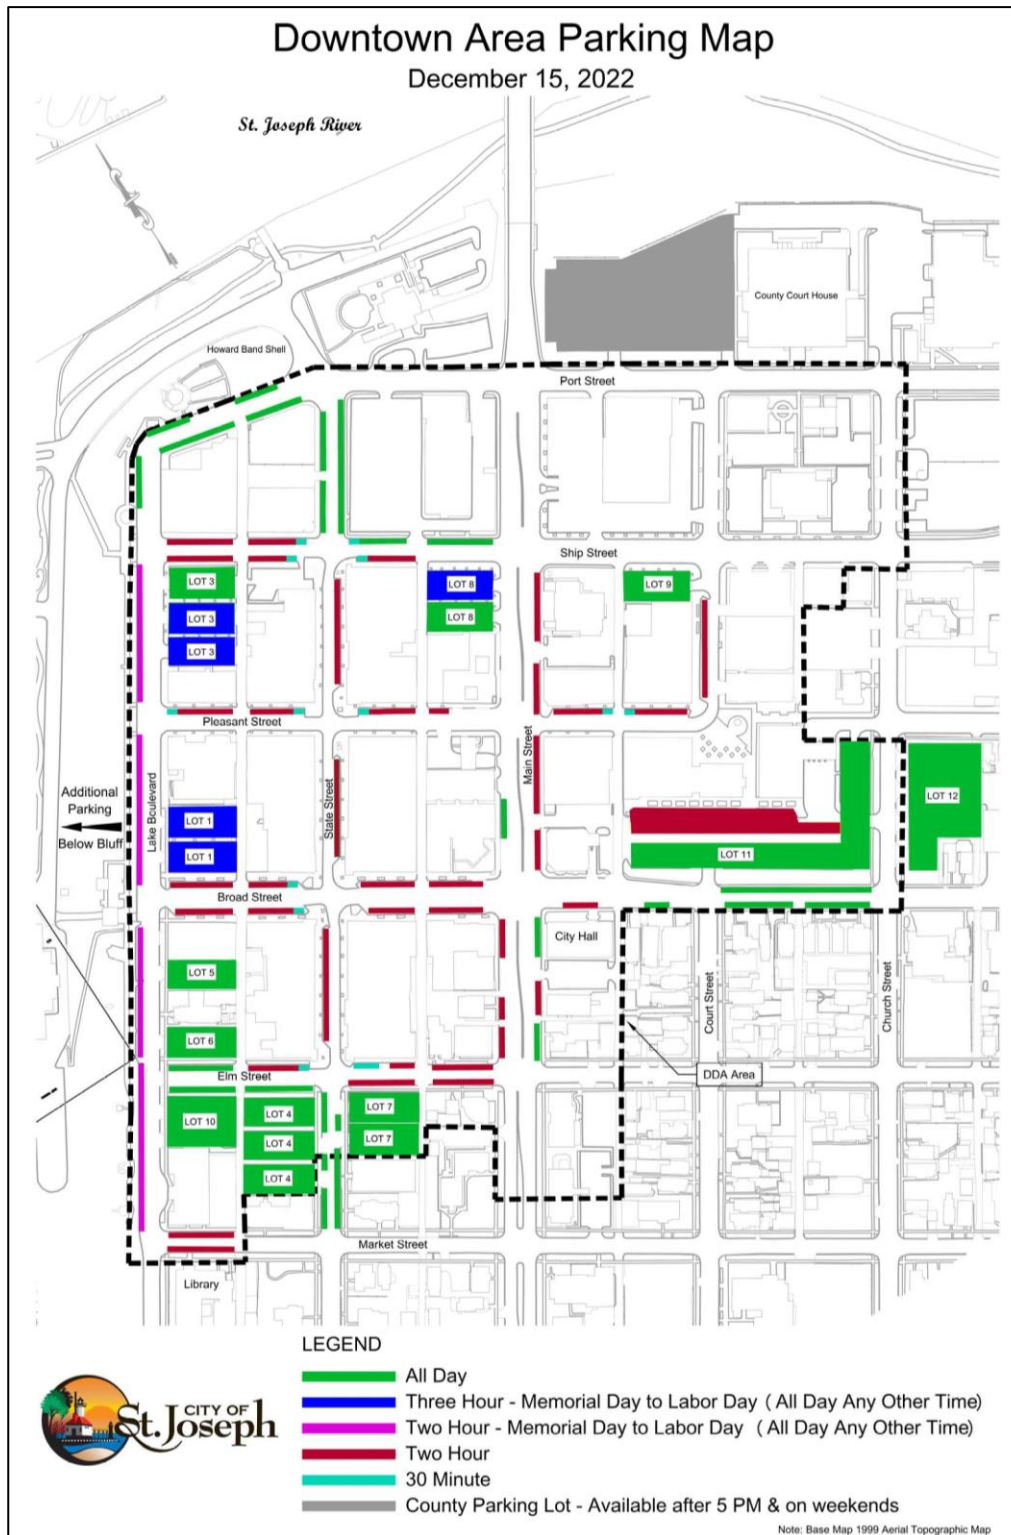 Downtown Area Parking Map
December 15, 2022
St. Joseph River
County Court House
Howard Band Shell
Port Street
Ship Street
LOT 3
LOT 8
LOT 9
LOT 3
LOT 8
LOT 3
Pleasant Street
Main Street
Additional
Parking
Below Bluff
Lake Boulevard
State Street
LOT 12
LOT 1
LOT 1
LOT 11
Broad Street
City Hall
LOT 5
Court Street
Church Street
LOT 6
Elm Street
DDA Area
LOT 10
LOT 4
LOT 7
LOT 4
LOT 7
LOT 4
Market Street
Library
LEGEND
All Day
Three Hour - Memorial Day to Labor Day ( All Day Any Other Time)
Two Hour - Memorial Day to Labor Day ( All Day Any Other Time)
Two Hour
30 Minute
County Parking Lot - Available after 5 PM & on weekends
CITY OF
St. Joseph
Note: Base Map 1999 Aerial Topographic Map